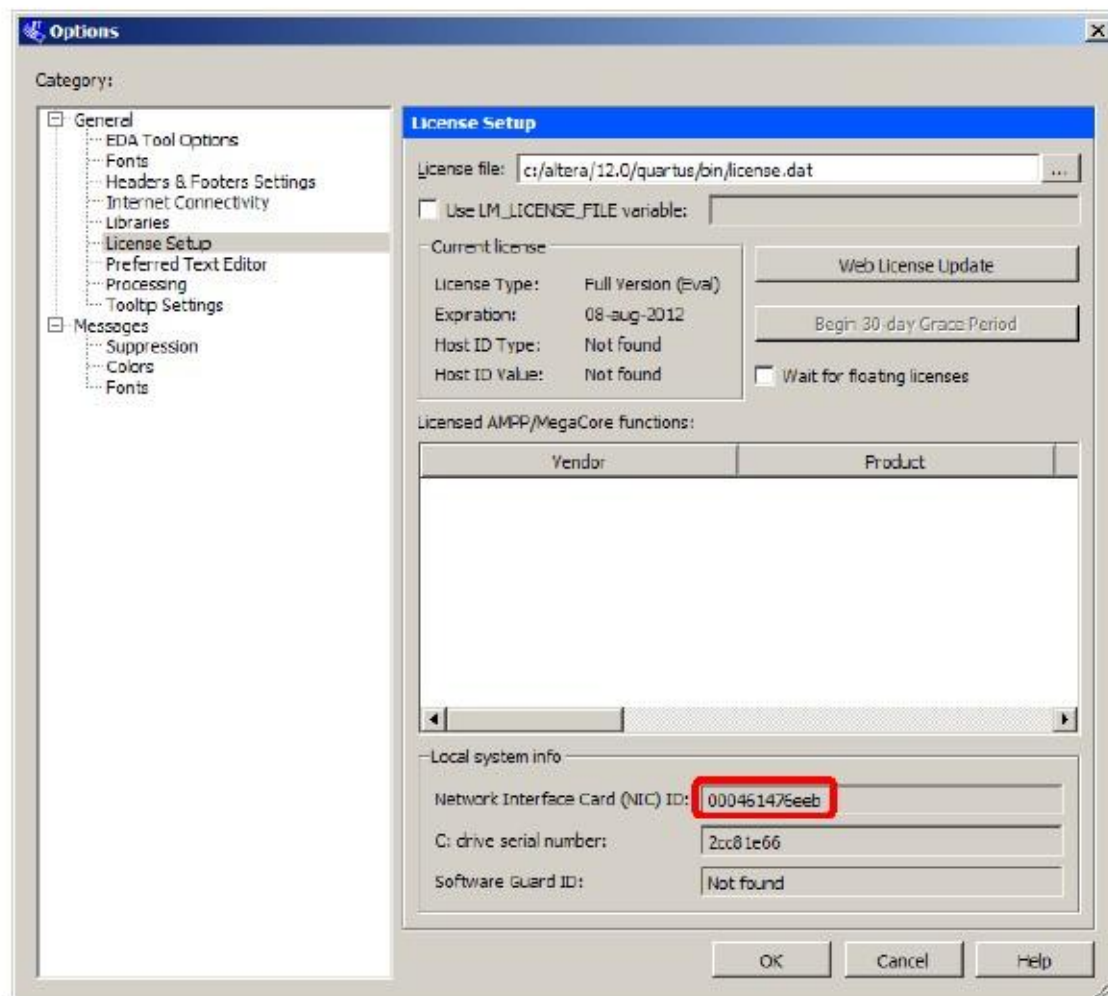 Options
Category:
General
EDA Tool Options
Fonts
Headers & Footers Settings
Internet Connectivity
Libraries
License Setup
Preferred Text Editor
Processing
Tooltip Settings
Messages
Suppression
Colors
Fonts
License Setup
License file: c:/altera/12.0/quartus/bin/license.dat ...
Use LM_LICENSE_FILE variable:
Current license
License Type: Full Version (Eval)
Expiration: 08-aug-2012
Host ID Type: Not found
Host ID Value: Not found
Web License Update
Begin 30-day Grace Period
Wait for floating licenses
Licensed AMPP/MegaCore functions:
Vendor Product
Local system info
Network Interface Card (NIC) ID: 000461476eeb
C: drive serial number: 2cc81e66
Software Guard ID: Not found
OK Cancel Help